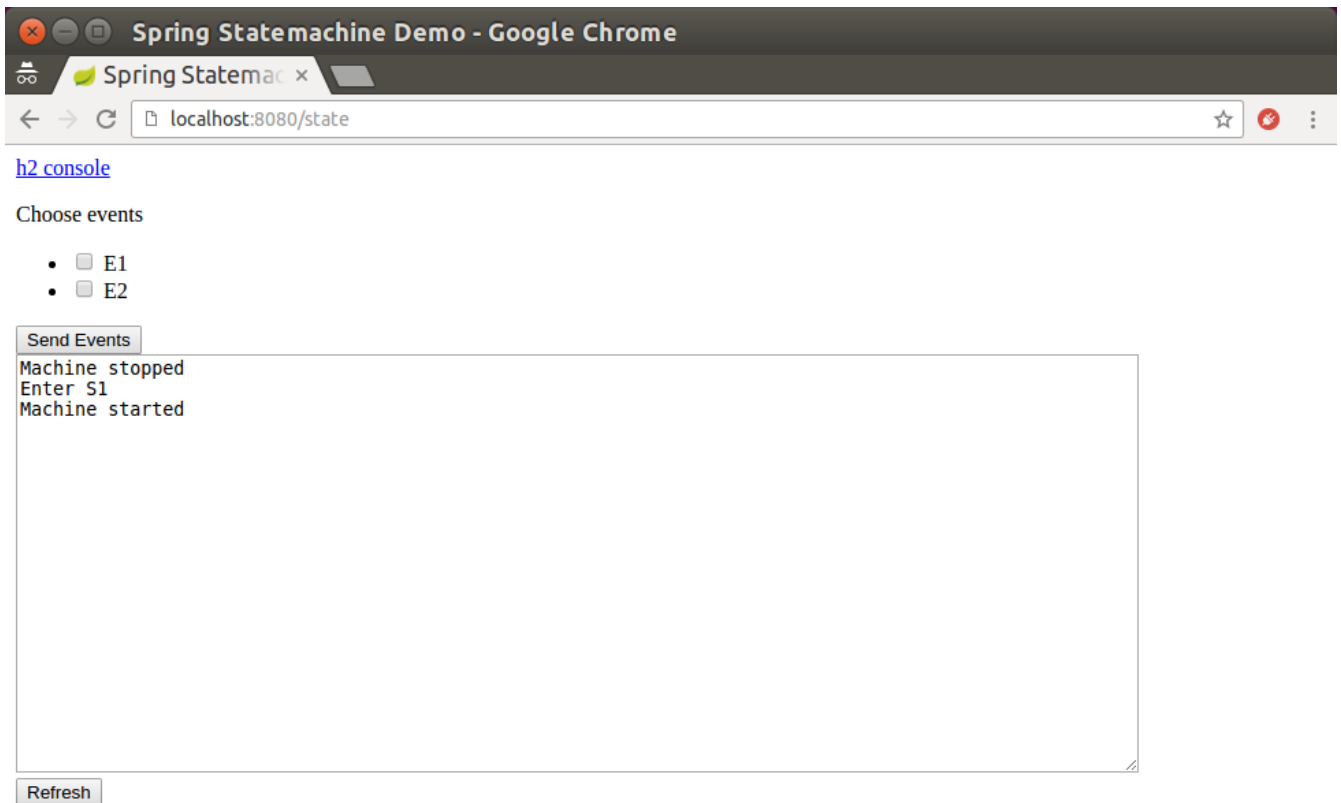 Spring Statemachine Demo - Google Chrome
Spring Statemac
localhost:8080/state
h2 console
Choose events
E1
E2
Send Events
Machine stopped
Enter S1
Machine started
Refresh